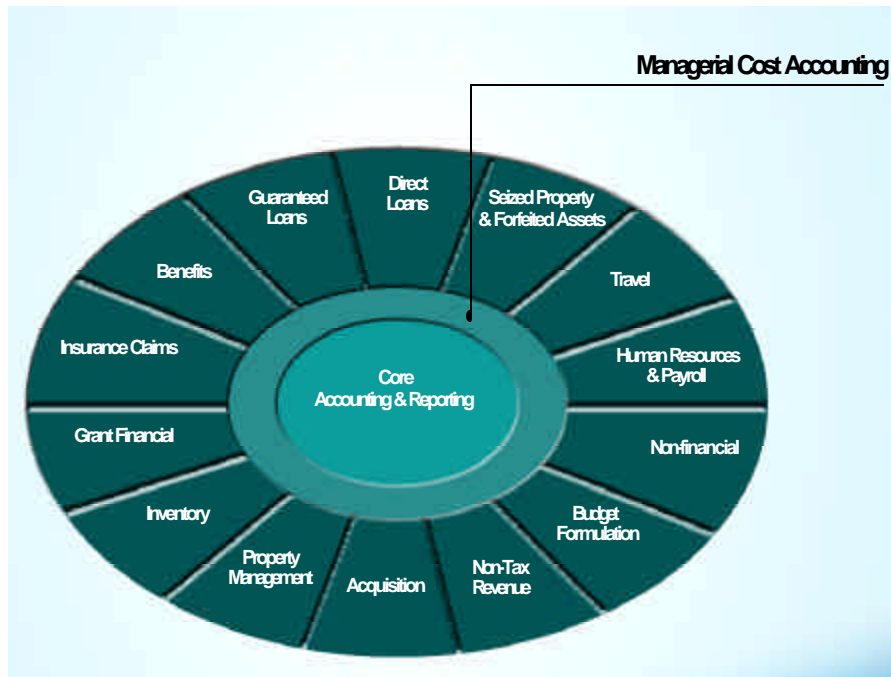 Managerial Cost Accounting
Direct
Loans
Seized Property
& Forfeited Assets
Travel
Human Resources
& Payroll
Non-financial
Budget
Formulation
Non-Tax
Revenue
Acquisition
Property
Management
Inventory
Grant Financial
Insurance Claims
Benefits
Guaranteed
Loans
Core
Accounting & Reporting